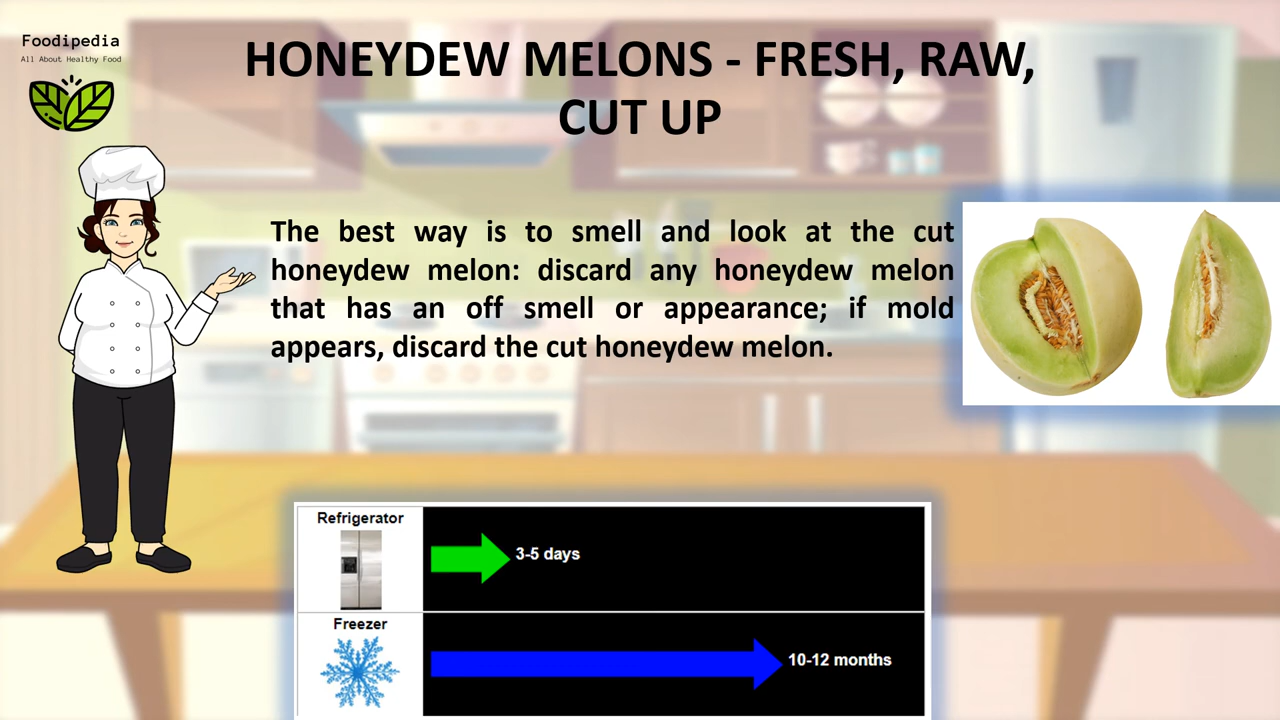 Foodipedia
All About Healthy Food
HONEYDEW MELONS - FRESH, RAW,
CUT UP
The best way is to smell and look at the cut
honeydew melon: discard any honeydew melon
that has an off smell or appearance; if mold
appears, discard the cut honeydew melon.
Refrigerator
3-5 days
Freezer
10-12 months